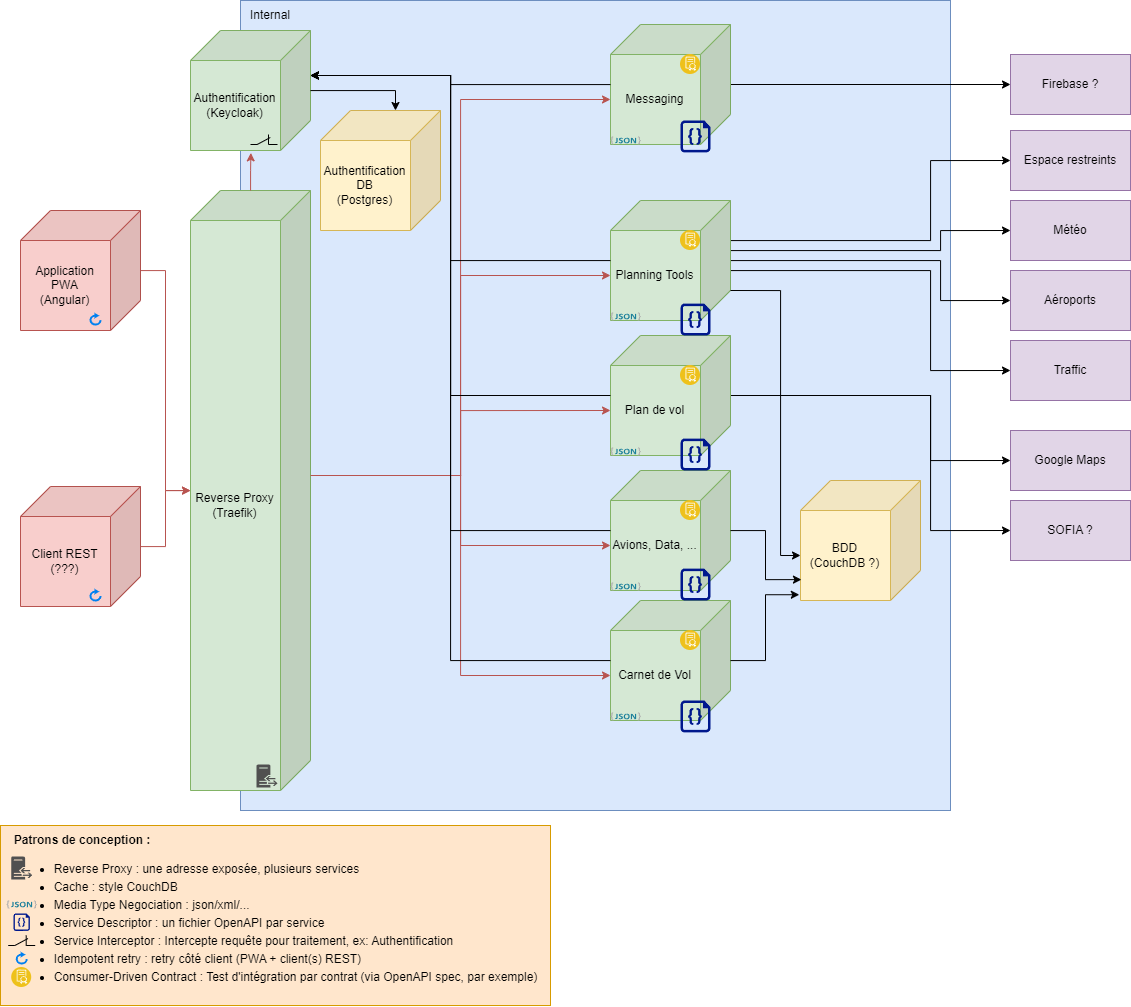 Internal
Authentification
(Keycloak)
Authentification
DB
(Postgres)
Messaging
{JSON}
{}
Firebase ?
Espace restreints
Météo
Aéroports
Traffic
Google Maps
SOFIA ?
Application
PWA
(Angular)
Planning Tools
{JSON}
{}
Plan de vol
{JSON}
{}
Reverse Proxy
(Traefik)
Client REST
(???)
Avions, Data, ...
{JSON}
{}
BDD
(CouchDB ?)
Carnet de Vol
{JSON}
{}
Patrons de conception :
• Reverse Proxy : une adresse exposée, plusieurs services
• Cache : style CouchDB
{JSON} • Media Type Negociation : json/xml/...
{} • Service Descriptor : un fichier OpenAPI par service
• Service Interceptor : Intercepte requête pour traitement, ex: Authentification
• Idempotent retry : retry côté client (PWA + client(s) REST)
• Consumer-Driven Contract : Test d'intégration par contrat (via OpenAPI spec, par exemple)